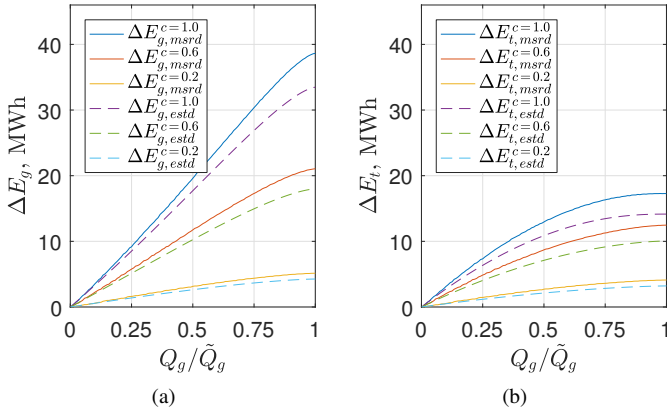 40
30
20
10
0
ΔE_g, MWh
ΔE_{g,msrd}^{c=1.0}
ΔE_{g,msrd}^{c=0.6}
ΔE_{g,msrd}^{c=0.2}
ΔE_{g,estd}^{c=1.0}
ΔE_{g,estd}^{c=0.6}
ΔE_{g,estd}^{c=0.2}
0 0.25 0.5 0.75 1
Q_g/Q̃_g
(a)
40
30
20
10
0
ΔE_t, MWh
ΔE_{t,msrd}^{c=1.0}
ΔE_{t,msrd}^{c=0.6}
ΔE_{t,msrd}^{c=0.2}
ΔE_{t,estd}^{c=1.0}
ΔE_{t,estd}^{c=0.6}
ΔE_{t,estd}^{c=0.2}
0 0.25 0.5 0.75 1
Q_g/Q̃_g
(b)